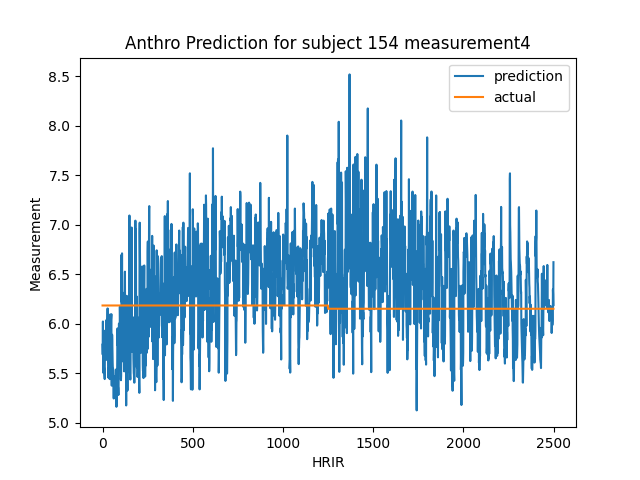 Anthro Prediction for subject 154 measurement4
prediction
actual
8.5
8.0
7.5
7.0
6.5
6.0
5.5
5.0
Measurement
0 500 1000 1500 2000 2500
HRIR